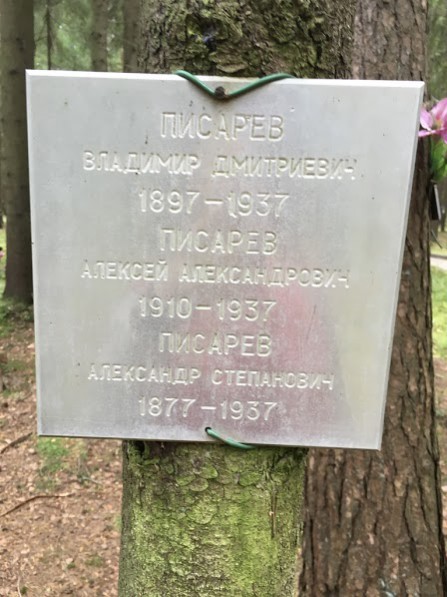 ПИСАРЕВ
ВЛАДИМИР ДМИТРИЕВИЧ
1897-1937
ПИСАРЕВ
АЛЕКСЕЙ АЛЕКСАНДРОВИЧ
1910-1937
ПИСАРЕВ
АЛЕКСАНДР СТЕПАНОВИЧ
1877-1937